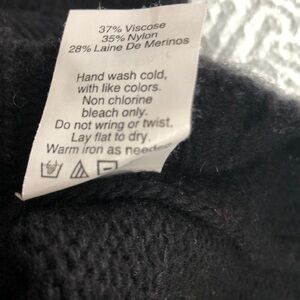 37% Viscose
35% Nylon
28% Laine De Merinos
Hand wash cold,
with like colors.
Non chlorine
bleach only.
Do not wring or twist.
Lay flat to dry.
Warm iron as needed